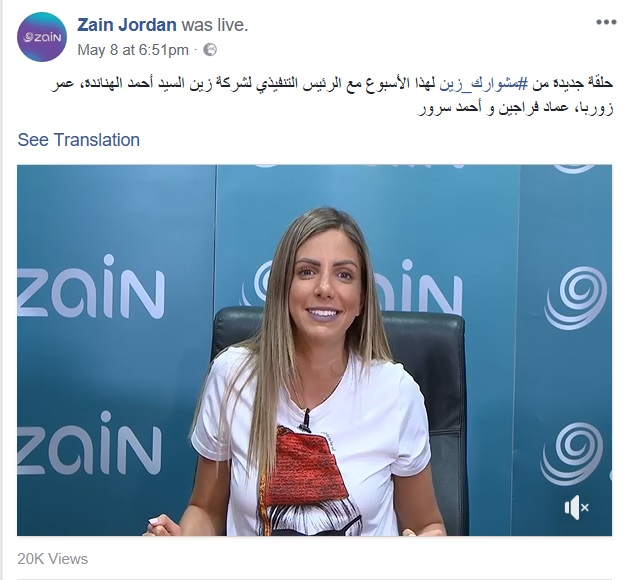 Zain Jordan was live.
May 8 at 6:51pm ·
zain
حلقة جديدة من #مشوارك_زين لهذا الأسبوع مع الرئيس التنفيذي لشركة زين السيد أحمد الهناندة، عمر
زوربا، عماد فراجين و أحمد سرور
See Translation
zain
zain
zain
20K Views